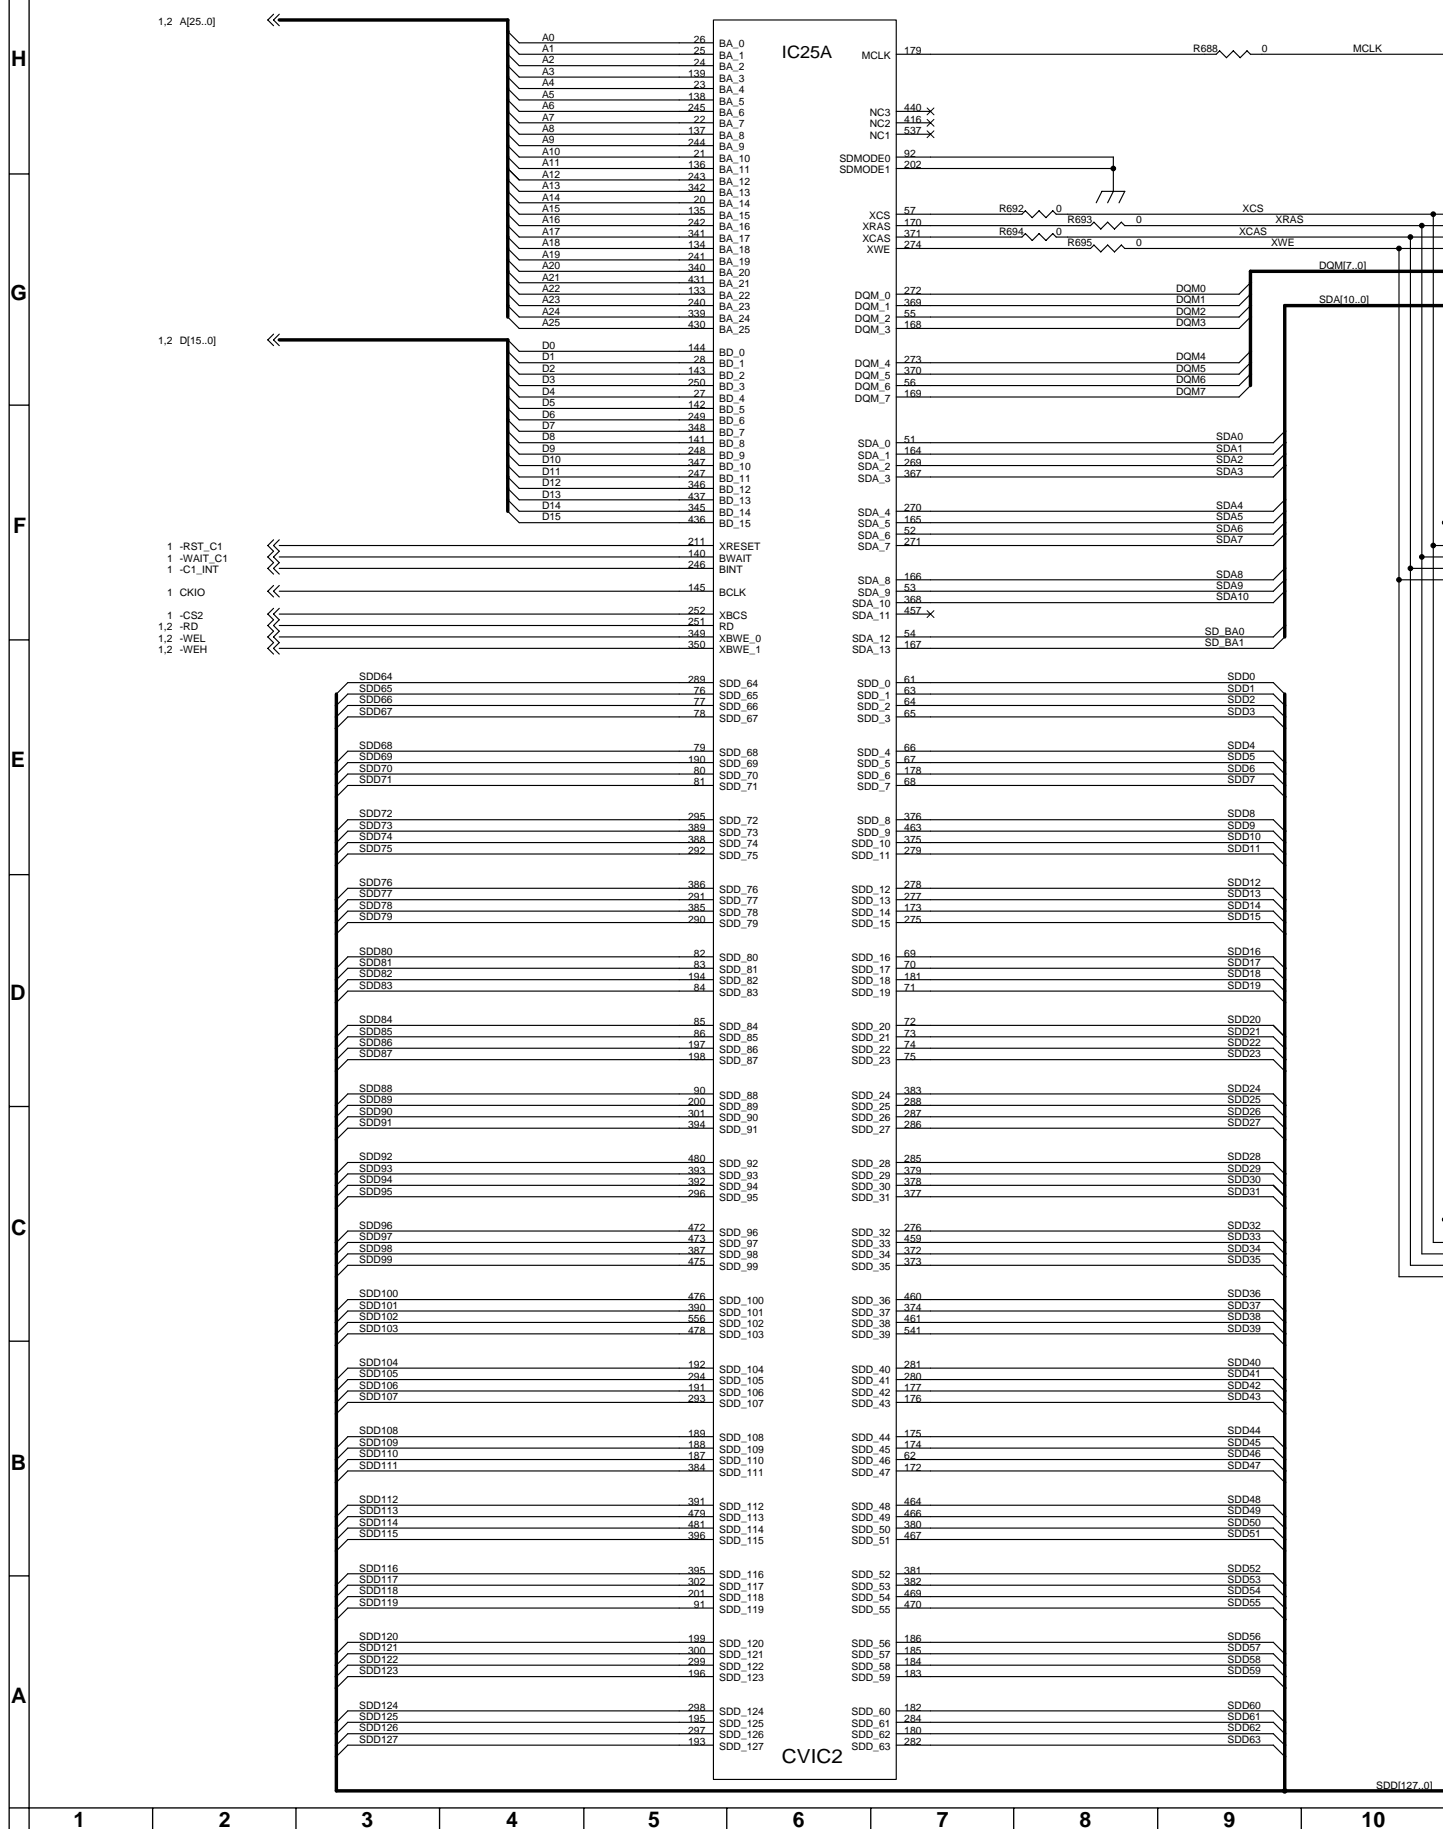 H
G
F
E
D
C
B
A
1,2 A[25..0]
A0 26 BA_0
A1 25 BA_1
A2 24 BA_2
A3 139 BA_3
A4 23 BA_4
A5 138 BA_5
A6 245 BA_6
A7 22 BA_7
A8 137 BA_8
A9 244 BA_9
A10 21 BA_10
A11 136 BA_11
A12 243 BA_12
A13 342 BA_13
A14 20 BA_14
A15 135 BA_15
A16 242 BA_16
A17 341 BA_17
A18 134 BA_18
A19 241 BA_19
A20 340 BA_20
A21 431 BA_21
A22 133 BA_22
A23 240 BA_23
A24 339 BA_24
A25 430 BA_25
1,2 D[15..0]
D0 144 BD_0
D1 28 BD_1
D2 143 BD_2
D3 250 BD_3
D4 27 BD_4
D5 142 BD_5
D6 249 BD_6
D7 348 BD_7
D8 141 BD_8
D9 248 BD_9
D10 347 BD_10
D11 247 BD_11
D12 346 BD_12
D13 437 BD_13
D14 345 BD_14
D15 436 BD_15
1 -RST_C1 211 XRESET
1 -WAIT_C1 140 BWAIT
1 -C1_INT 246 BINT
1 CKIO 145 BCLK
1 -CS2 252 XBCS
1,2 -RD 251 RD
1,2 -WEL 349 XBWE_0
1,2 -WEH 350 XBWE_1
SDD64 289 SDD_64
SDD65 76 SDD_65
SDD66 77 SDD_66
SDD67 78 SDD_67
SDD68 79 SDD_68
SDD69 190 SDD_69
SDD70 80 SDD_70
SDD71 81 SDD_71
SDD72 295 SDD_72
SDD73 389 SDD_73
SDD74 388 SDD_74
SDD75 292 SDD_75
SDD76 386 SDD_76
SDD77 291 SDD_77
SDD78 385 SDD_78
SDD79 290 SDD_79
SDD80 82 SDD_80
SDD81 83 SDD_81
SDD82 194 SDD_82
SDD83 84 SDD_83
SDD84 85 SDD_84
SDD85 86 SDD_85
SDD86 197 SDD_86
SDD87 198 SDD_87
SDD88 90 SDD_88
SDD89 200 SDD_89
SDD90 301 SDD_90
SDD91 394 SDD_91
SDD92 480 SDD_92
SDD93 393 SDD_93
SDD94 392 SDD_94
SDD95 296 SDD_95
SDD96 472 SDD_96
SDD97 473 SDD_97
SDD98 387 SDD_98
SDD99 475 SDD_99
SDD100 476 SDD_100
SDD101 390 SDD_101
SDD102 556 SDD_102
SDD103 478 SDD_103
SDD104 192 SDD_104
SDD105 294 SDD_105
SDD106 191 SDD_106
SDD107 293 SDD_107
SDD108 189 SDD_108
SDD109 188 SDD_109
SDD110 187 SDD_110
SDD111 384 SDD_111
SDD112 391 SDD_112
SDD113 479 SDD_113
SDD114 481 SDD_114
SDD115 396 SDD_115
SDD116 395 SDD_116
SDD117 302 SDD_117
SDD118 201 SDD_118
SDD119 91 SDD_119
SDD120 199 SDD_120
SDD121 300 SDD_121
SDD122 299 SDD_122
SDD123 196 SDD_123
SDD124 298 SDD_124
SDD125 195 SDD_125
SDD126 297 SDD_126
SDD127 193 SDD_127
IC25A
MCLK 179 R688 0 MCLK
NC3 440
NC2 416
NC1 537
SDMODE0 92
SDMODE1 202
XCS 57 R692 0 XCS
XRAS 170 R693 0 XRAS
XCAS 371 R694 0 XCAS
XWE 274 R695 0 XWE
DQM[7..0]
DQM_0 272 DQM0
DQM_1 369 DQM1
DQM_2 55 DQM2
DQM_3 168 DQM3
SDA[10..0]
DQM_4 273 DQM4
DQM_5 370 DQM5
DQM_6 56 DQM6
DQM_7 169 DQM7
SDA_0 51 SDA0
SDA_1 164 SDA1
SDA_2 269 SDA2
SDA_3 367 SDA3
SDA_4 270 SDA4
SDA_5 165 SDA5
SDA_6 52 SDA6
SDA_7 271 SDA7
SDA_8 166 SDA8
SDA_9 53 SDA9
SDA_10 368 SDA10
SDA_11 457
SDA_12 54 SD_BA0
SDA_13 167 SD_BA1
SDD_0 61 SDD0
SDD_1 63 SDD1
SDD_2 64 SDD2
SDD_3 65 SDD3
SDD_4 66 SDD4
SDD_5 67 SDD5
SDD_6 178 SDD6
SDD_7 68 SDD7
SDD_8 376 SDD8
SDD_9 463 SDD9
SDD_10 375 SDD10
SDD_11 279 SDD11
SDD_12 278 SDD12
SDD_13 277 SDD13
SDD_14 173 SDD14
SDD_15 275 SDD15
SDD_16 69 SDD16
SDD_17 70 SDD17
SDD_18 181 SDD18
SDD_19 71 SDD19
SDD_20 72 SDD20
SDD_21 73 SDD21
SDD_22 74 SDD22
SDD_23 75 SDD23
SDD_24 383 SDD24
SDD_25 288 SDD25
SDD_26 287 SDD26
SDD_27 286 SDD27
SDD_28 285 SDD28
SDD_29 379 SDD29
SDD_30 378 SDD30
SDD_31 377 SDD31
SDD_32 276 SDD32
SDD_33 459 SDD33
SDD_34 372 SDD34
SDD_35 373 SDD35
SDD_36 460 SDD36
SDD_37 374 SDD37
SDD_38 461 SDD38
SDD_39 541 SDD39
SDD_40 281 SDD40
SDD_41 280 SDD41
SDD_42 177 SDD42
SDD_43 176 SDD43
SDD_44 175 SDD44
SDD_45 174 SDD45
SDD_46 62 SDD46
SDD_47 172 SDD47
SDD_48 464 SDD48
SDD_49 466 SDD49
SDD_50 380 SDD50
SDD_51 467 SDD51
SDD_52 381 SDD52
SDD_53 382 SDD53
SDD_54 469 SDD54
SDD_55 470 SDD55
SDD_56 186 SDD56
SDD_57 185 SDD57
SDD_58 184 SDD58
SDD_59 183 SDD59
SDD_60 182 SDD60
SDD_61 284 SDD61
SDD_62 180 SDD62
SDD_63 282 SDD63
CVIC2
SDD[127..0]
1 2 3 4 5 6 7 8 9 10